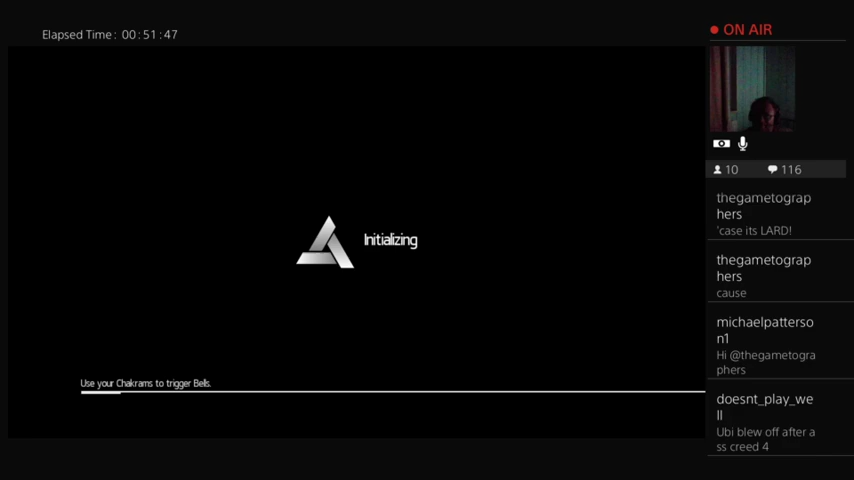 Elapsed Time: 00:51:47
ON AIR
10
116
thegametograp
hers
'case its LARD!
thegametograp
hers
cause
michaelpatterso
n1
Hi @thegametogra
phers
doesnt_play_we
ll
Ubi blew off after a
ss creed 4
Initializing
Use your Chakrams to trigger Bells.